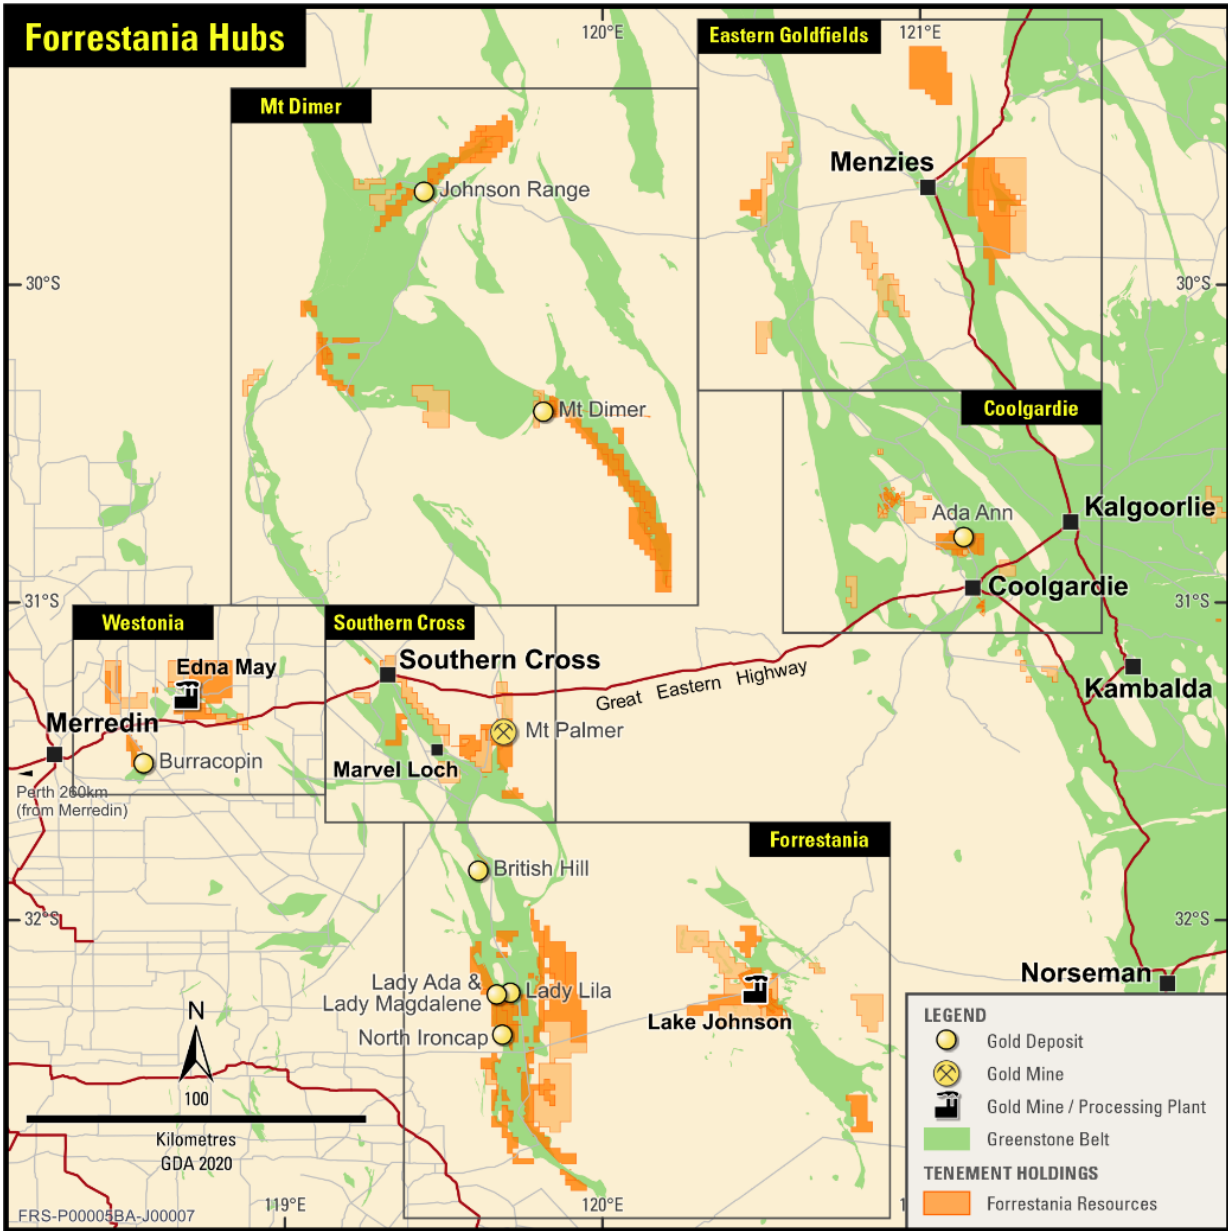 Forrestania Hubs
120°E
Eastern Goldfields
121°E
Mt Dimer
Menzies
Johnson Range
30°S
30°S
Mt Dimer
Coolgardie
Kalgoorlie
Ada Ann
Coolgardie
31°S
31°S
Westonia
Southern Cross
Edna May
Southern Cross
Great Eastern Highway
Kambalda
Merredin
Mt Palmer
Burracopin
Marvel Loch
Perth 260km
(from Merredin)
Forrestania
British Hill
32°S
32°S
Norseman
Lady Ada &
Lady Magdalene
Lady Lila
North Ironcap
Lake Johnson
N
100
Kilometres
GDA 2020
LEGEND
Gold Deposit
Gold Mine
Gold Mine / Processing Plant
Greenstone Belt
TENEMENT HOLDINGS
Forrestania Resources
119°E
120°E
FRS-P00005BA-J00007